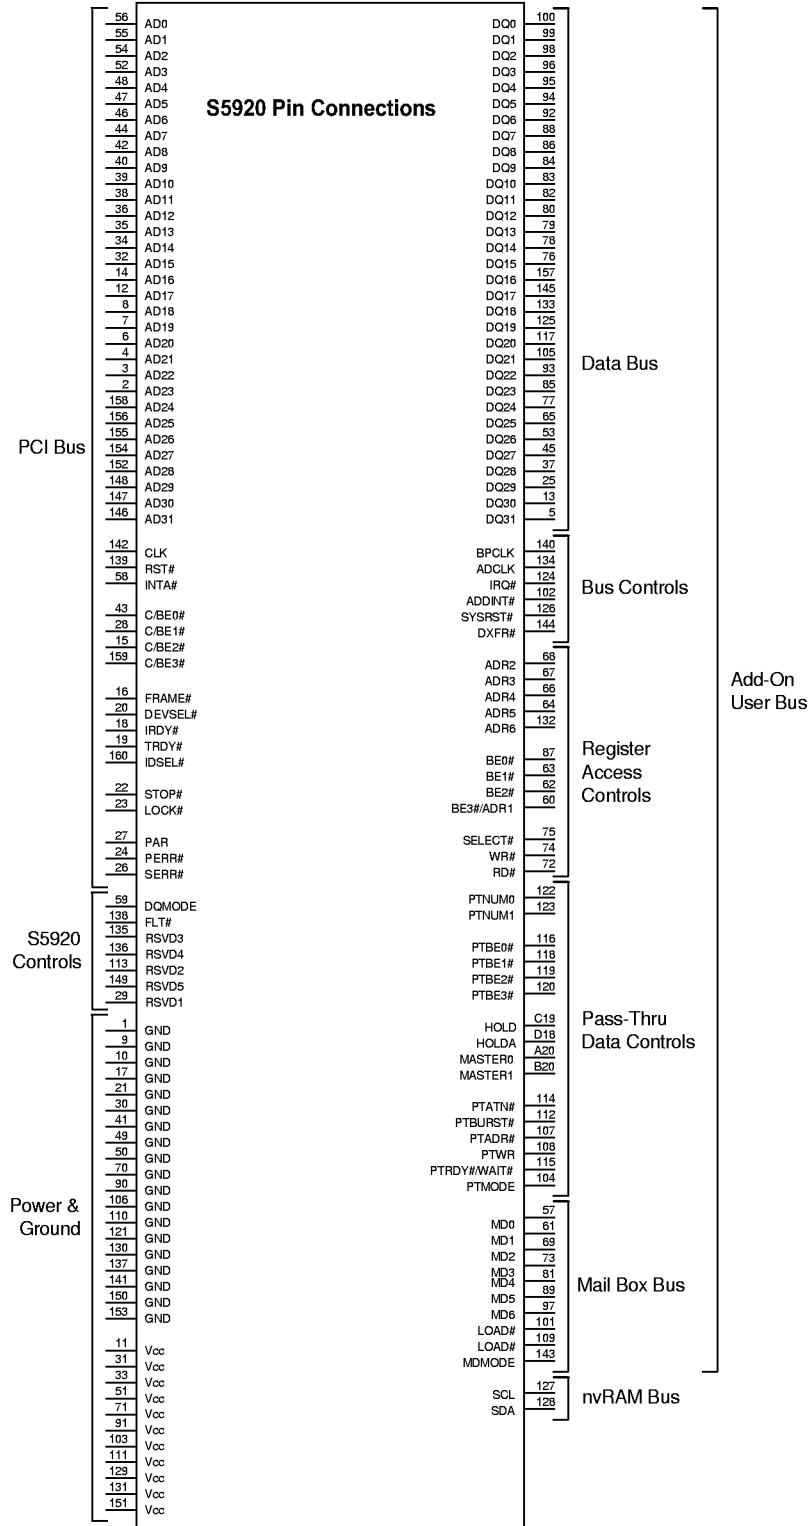 S5920 Pin Connections
PCI Bus
56 AD0
55 AD1
54 AD2
52 AD3
48 AD4
47 AD5
46 AD6
44 AD7
42 AD8
40 AD9
39 AD10
38 AD11
36 AD12
35 AD13
34 AD14
32 AD15
14 AD16
12 AD17
8 AD18
7 AD19
6 AD20
4 AD21
3 AD22
2 AD23
158 AD24
156 AD25
155 AD26
154 AD27
152 AD28
148 AD29
147 AD30
146 AD31
142 CLK
139 RST#
58 INTA#
43 C/BE0#
28 C/BE1#
15 C/BE2#
159 C/BE3#
16 FRAME#
20 DEVSEL#
18 IRDY#
19 TRDY#
160 IDSEL#
22 STOP#
23 LOCK#
27 PAR
24 PERR#
26 SERR#
S5920
Controls
59 DQMODE
138 FLT#
135 RSVD3
136 RSVD4
113 RSVD2
149 RSVD5
29 RSVD1
Power &
Ground
1 GND
9 GND
10 GND
17 GND
21 GND
30 GND
41 GND
49 GND
50 GND
70 GND
90 GND
106 GND
110 GND
121 GND
130 GND
137 GND
141 GND
150 GND
153 GND
11 Vcc
31 Vcc
33 Vcc
51 Vcc
71 Vcc
91 Vcc
103 Vcc
111 Vcc
129 Vcc
131 Vcc
151 Vcc
DQ0 100
DQ1 99
DQ2 98
DQ3 96
DQ4 95
DQ5 94
DQ6 92
DQ7 88
DQ8 86
DQ9 84
DQ10 83
DQ11 82
DQ12 80
DQ13 79
DQ14 78
DQ15 76
DQ16 157
DQ17 145
DQ18 133
DQ19 125
DQ20 117
DQ21 105
DQ22 93
DQ23 85
DQ24 77
DQ25 65
DQ26 53
DQ27 45
DQ28 37
DQ29 25
DQ30 13
DQ31 5
Data Bus
BPCLK 140
ADCLK 134
IRQ# 124
ADDINT# 102
SYSRST# 126
DXFR# 144
Bus Controls
ADR2 68
ADR3 67
ADR4 66
ADR5 64
ADR6 132
BE0# 87
BE1# 63
BE2# 62
BE3#/ADR1 60
SELECT# 75
WR# 74
RD# 72
Register
Access
Controls
PTNUM0 122
PTNUM1 123
PTBE0# 116
PTBE1# 118
PTBE2# 119
PTBE3# 120
HOLD C19
HOLDA D18
MASTER0 A20
MASTER1 B20
PTATN# 114
PTBURST# 112
PTADR# 107
PTWR 108
PTRDY#/WAIT# 115
PTMODE 104
Pass-Thru
Data Controls
MD0 57
MD1 61
MD2 69
MD3 73
MD4 81
MD5 89
MD6 97
LOAD# 101
LOAD# 109
MDMODE 143
Mail Box Bus
SCL 127
SDA 128
nvRAM Bus
Add-On
User Bus